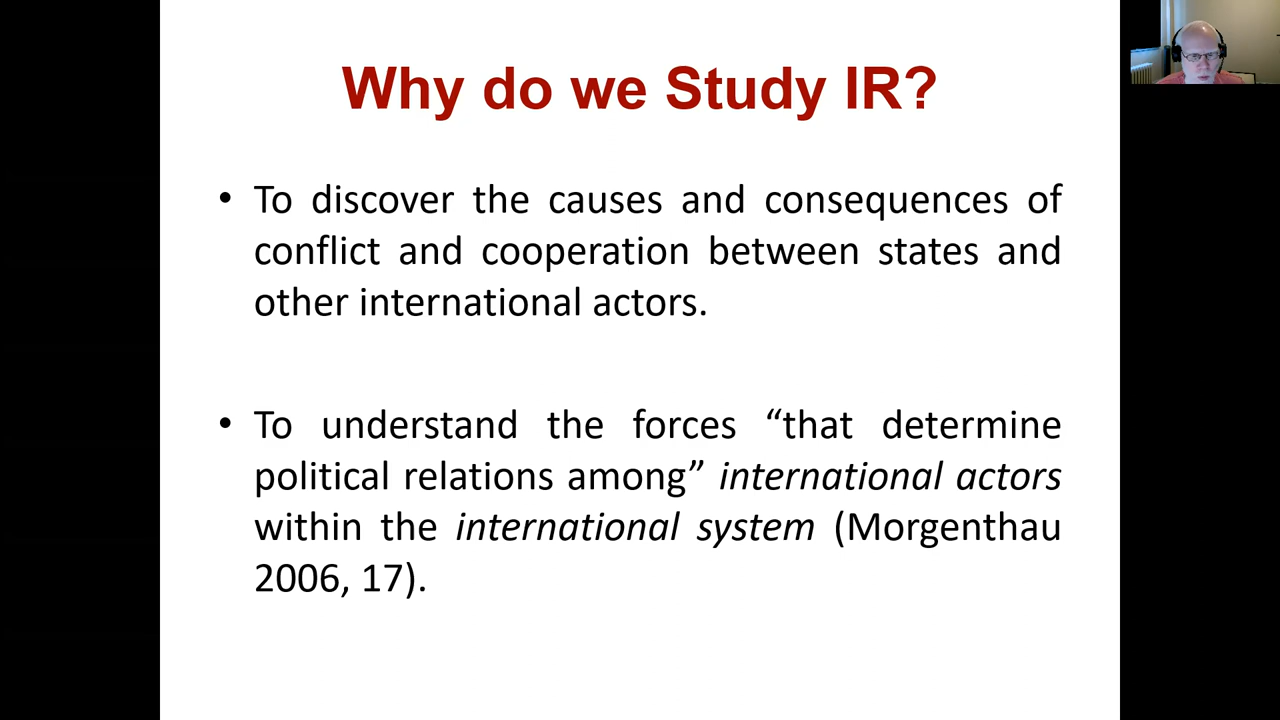 Why do we Study IR?
• To discover the causes and consequences of
conflict and cooperation between states and
other international actors.
• To understand the forces “that determine
political relations among” international actors
within the international system (Morgenthau
2006, 17).